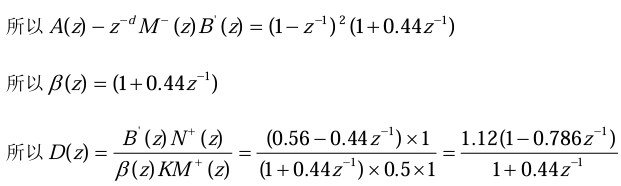 所以 A(z) − z⁻ᵈ M⁻(z)B'(z) = (1 − z⁻¹)²(1 + 0.44z⁻¹)
所以 β(z) = (1 + 0.44z⁻¹)
所以 D(z) = B'(z)N⁺(z) / β(z)KM⁺(z) = (0.56 − 0.44z⁻¹) × 1 / (1 + 0.44z⁻¹) × 0.5 × 1 = 1.12(1 − 0.786z⁻¹) / 1 + 0.44z⁻¹